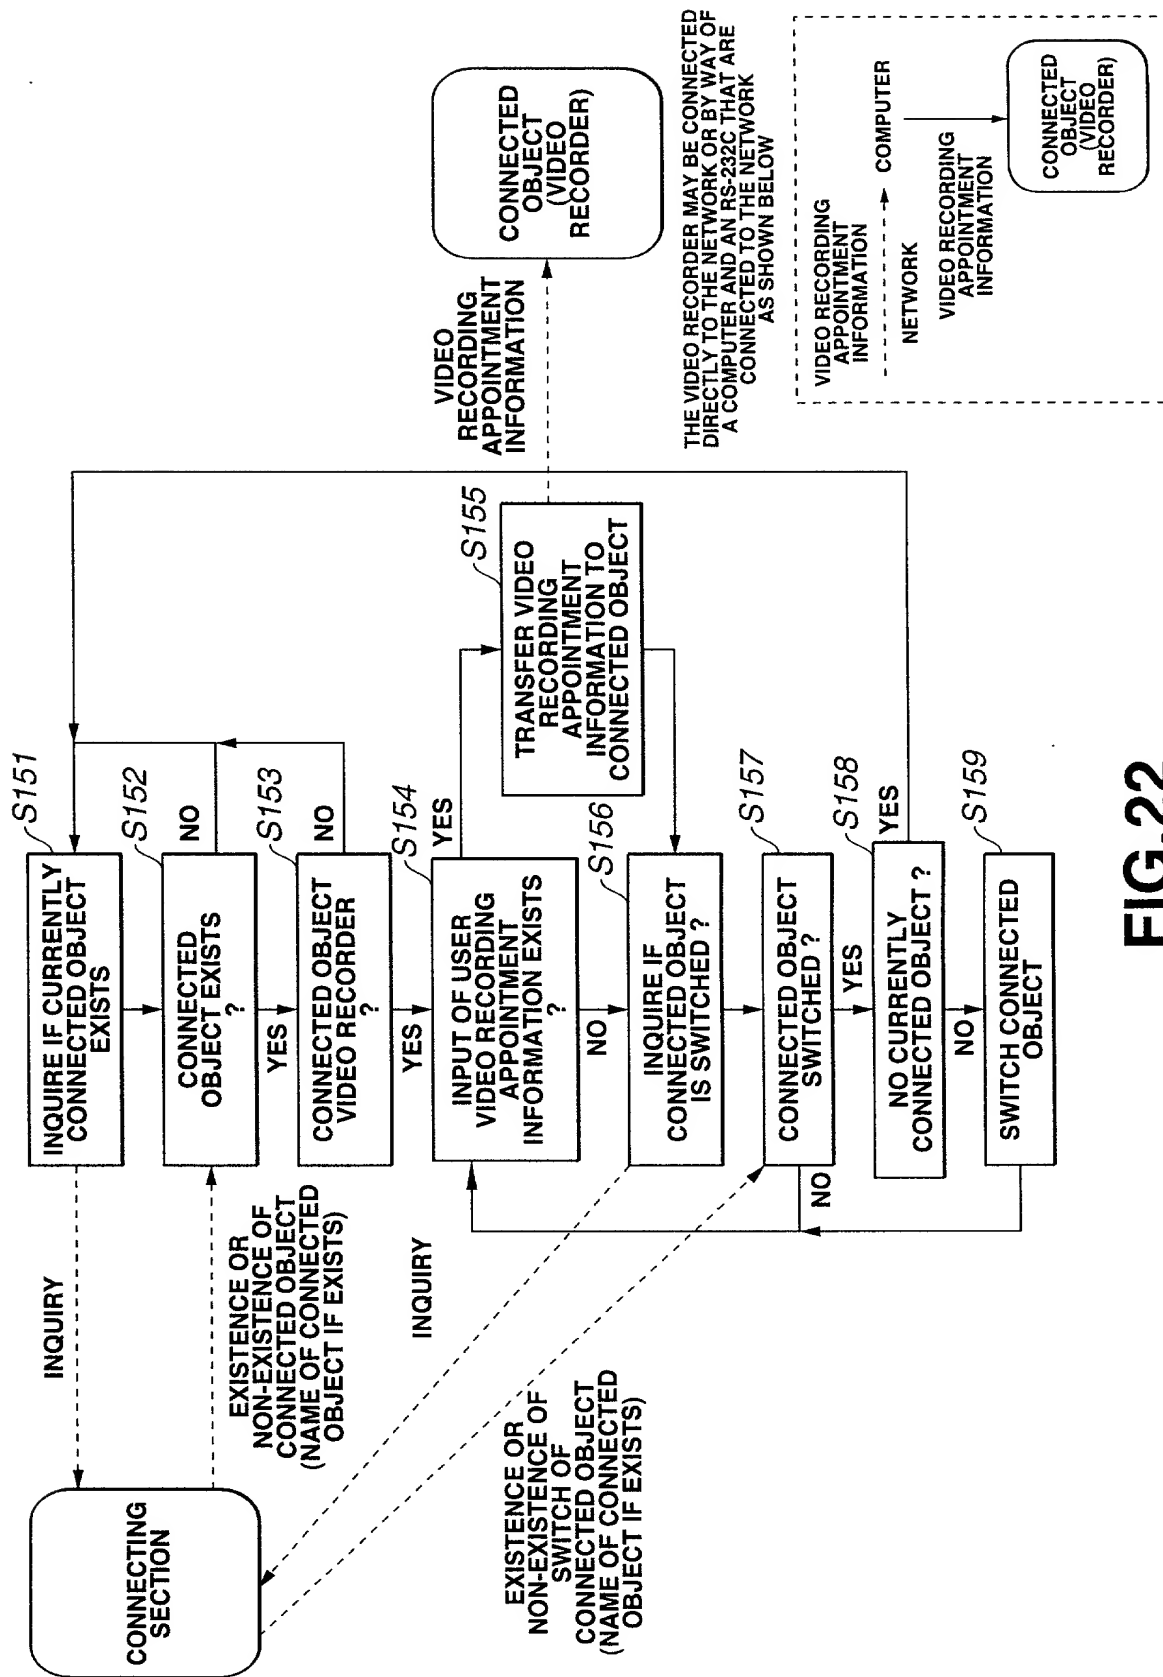 CONNECTING
SECTION
INQUIRY
EXISTENCE OR
NON-EXISTENCE OF
CONNECTED OBJECT
(NAME OF CONNECTED
OBJECT IF EXISTS)
INQUIRY
EXISTENCE OR
NON-EXISTENCE OF
SWITCH OF
CONNECTED OBJECT
(NAME OF CONNECTED
OBJECT IF EXISTS)
S151
INQUIRE IF CURRENTLY
CONNECTED OBJECT
EXISTS
S152
CONNECTED
OBJECT EXISTS
?
NO
YES
S153
CONNECTED OBJECT
VIDEO RECORDER
?
NO
YES
S154
INPUT OF USER
VIDEO RECORDING
APPOINTMENT
INFORMATION EXISTS
?
YES
NO
S155
TRANSFER VIDEO
RECORDING
APPOINTMENT
INFORMATION TO
CONNECTED OBJECT
S156
INQUIRE IF
CONNECTED OBJECT
IS SWITCHED ?
S157
CONNECTED OBJECT
SWITCHED ?
NO
YES
S158
NO CURRENTLY
CONNECTED OBJECT ?
YES
NO
S159
SWITCH CONNECTED
OBJECT
VIDEO
RECORDING
APPOINTMENT
INFORMATION
CONNECTED
OBJECT
(VIDEO
RECORDER)
THE VIDEO RECORDER MAY BE CONNECTED
DIRECTLY TO THE NETWORK OR BY WAY OF
A COMPUTER AND AN RS-232C THAT ARE
CONNECTED TO THE NETWORK
AS SHOWN BELOW
VIDEO RECORDING
APPOINTMENT
INFORMATION
NETWORK
COMPUTER
VIDEO RECORDING
APPOINTMENT
INFORMATION
CONNECTED
OBJECT
(VIDEO
RECORDER)
FIG.22